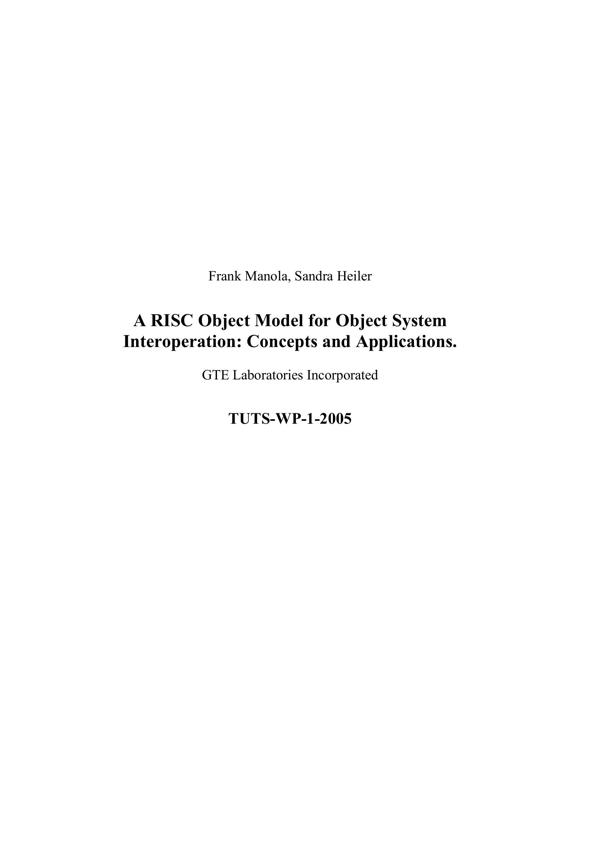 Frank Manola, Sandra Heiler
A RISC Object Model for Object System
Interoperation: Concepts and Applications.
GTE Laboratories Incorporated
TUTS-WP-1-2005